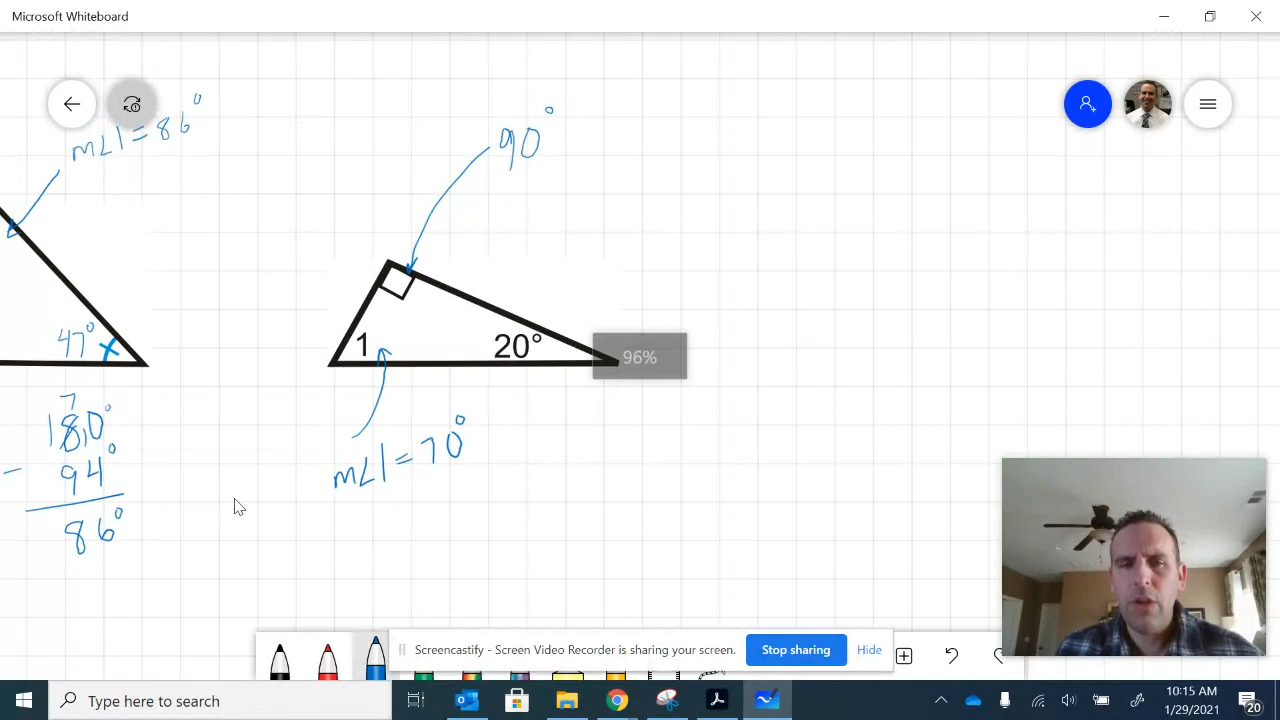 Microsoft Whiteboard
m∠1=86°
90°
47°
1
20°
96%
7
180°
- 94°
86°
m∠1=70°
Screencastify - Screen Video Recorder is sharing your screen.
Stop sharing
Hide
Type here to search
10:15 AM
1/29/2021
20